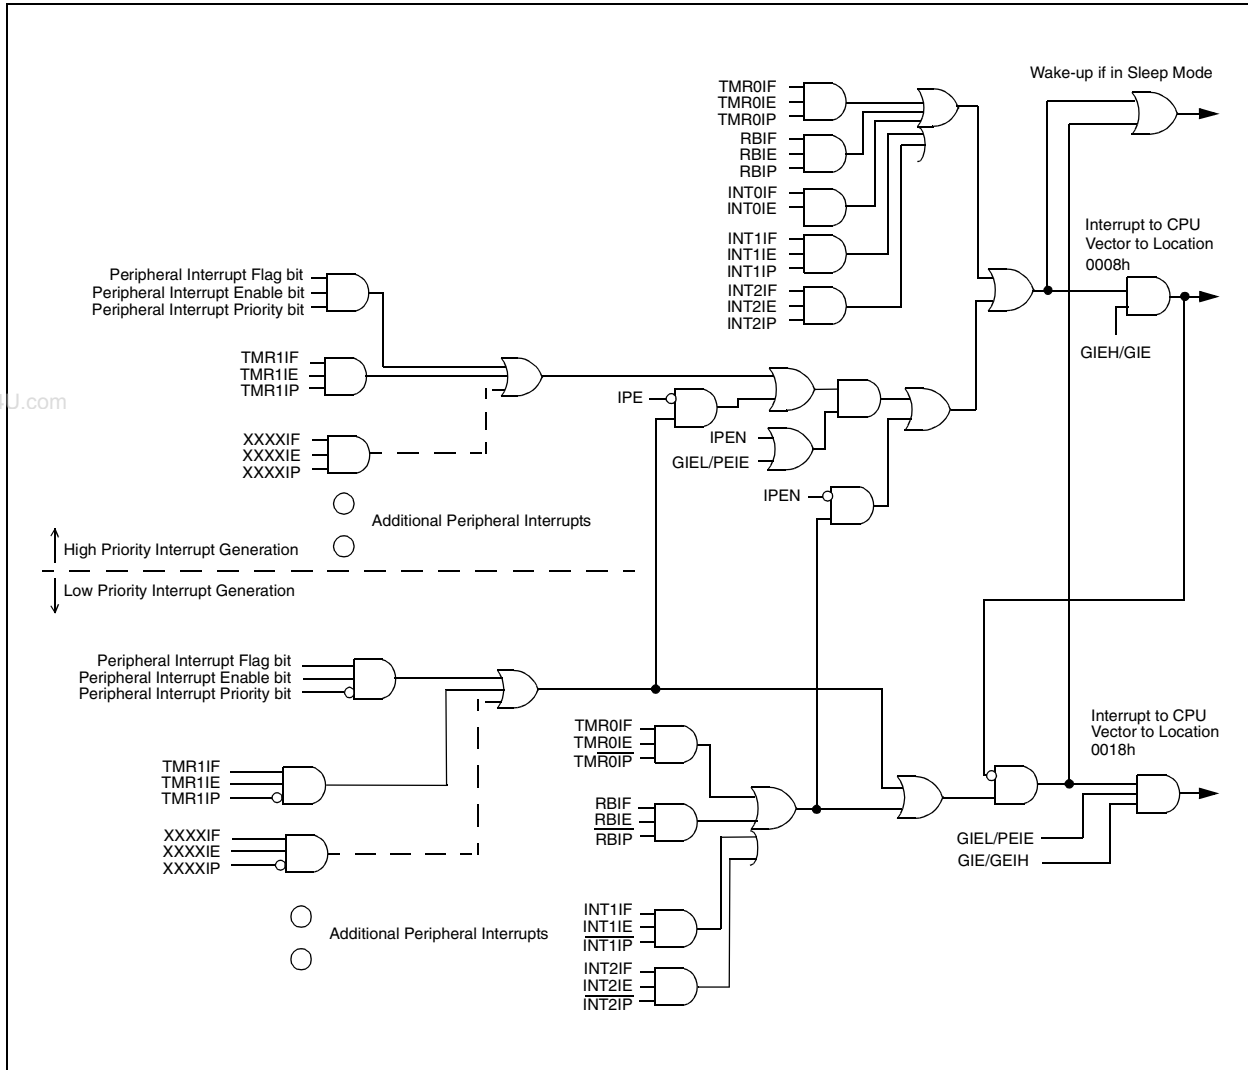 Wake-up if in Sleep Mode
TMR0IF
TMR0IE
TMR0IP
RBIF
RBIE
RBIP
INT0IF
INT0IE
INT1IF
INT1IE
INT1IP
INT2IF
INT2IE
INT2IP
Interrupt to CPU
Vector to Location
0008h
GIEH/GIE
Peripheral Interrupt Flag bit
Peripheral Interrupt Enable bit
Peripheral Interrupt Priority bit
TMR1IF
TMR1IE
TMR1IP
4U.com
XXXXIF
XXXXIE
XXXXIP
IPE
IPEN
GIEL/PEIE
IPEN
Additional Peripheral Interrupts
High Priority Interrupt Generation
Low Priority Interrupt Generation
Peripheral Interrupt Flag bit
Peripheral Interrupt Enable bit
Peripheral Interrupt Priority bit
TMR1IF
TMR1IE
TMR1IP
XXXXIF
XXXXIE
XXXXIP
Additional Peripheral Interrupts
TMR0IF
TMR0IE
TMR0IP
RBIF
RBIE
RBIP
INT1IF
INT1IE
INT1IP
INT2IF
INT2IE
INT2IP
Interrupt to CPU
Vector to Location
0018h
GIEL/PEIE
GIE/GEIH